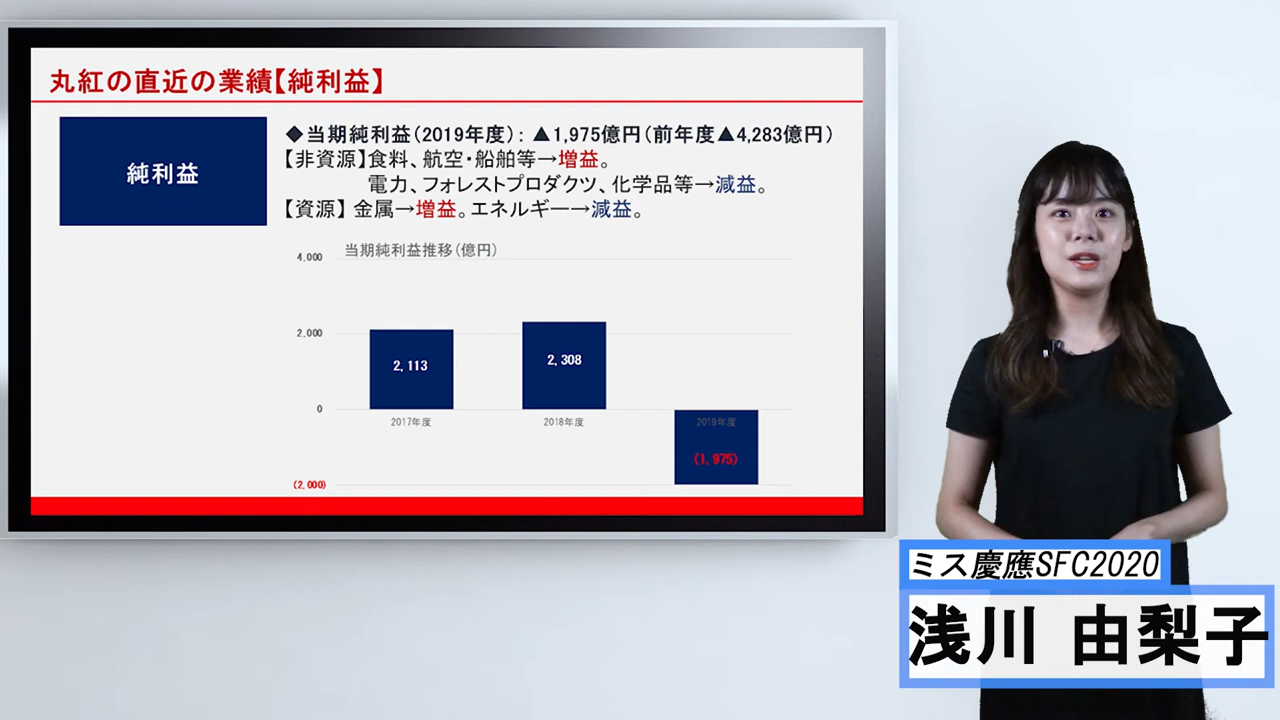 丸紅の直近の業績【純利益】
純利益
◆当期純利益(2019年度): ▲1,975億円(前年度▲4,283億円)
【非資源】食料、航空・船舶等→増益。
電力、フォレストプロダクツ、化学品等→減益。
【資源】 金属→増益。エネルギー→減益。
当期純利益推移(億円)
4,000
2,000
0
(2,000)
2,113
2,308
(1,975)
2017年度
2018年度
2019年度
ミス慶應SFC2020
浅川 由梨子